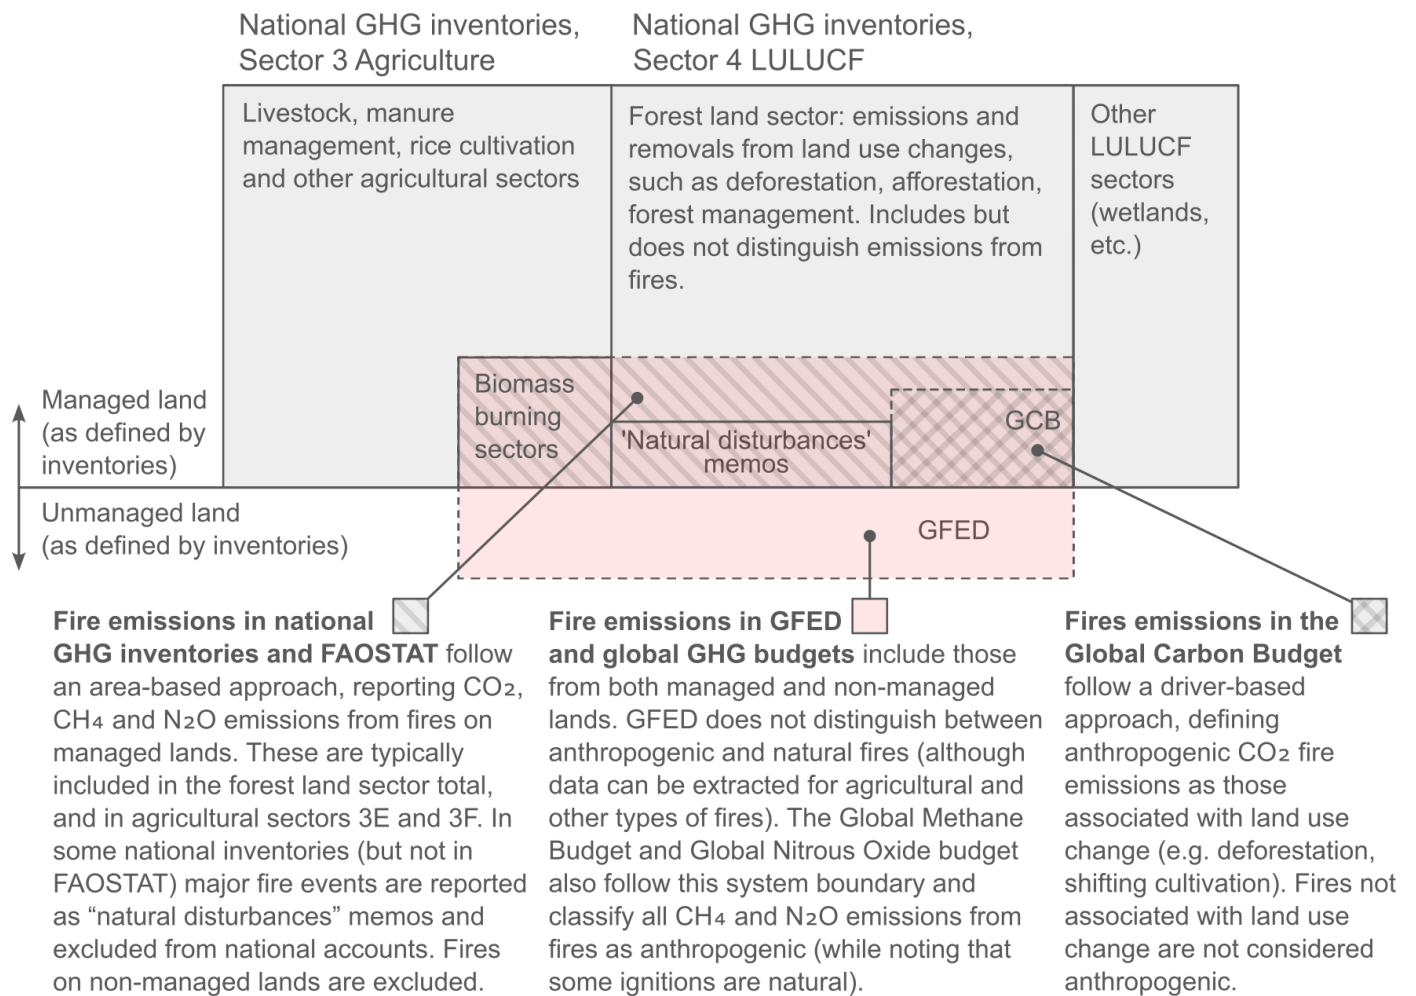 National GHG inventories,
Sector 3 Agriculture
National GHG inventories,
Sector 4 LULUCF
Livestock, manure
management, rice cultivation
and other agricultural sectors
Forest land sector: emissions and
removals from land use changes,
such as deforestation, afforestation,
forest management. Includes but
does not distinguish emissions from
fires.
Other
LULUCF
sectors
(wetlands,
etc.)
Biomass
burning
sectors
'Natural disturbances'
memos
GCB
Managed land
(as defined by
inventories)
Unmanaged land
(as defined by inventories)
GFED
Fire emissions in national
GHG inventories and FAOSTAT follow
an area-based approach, reporting CO₂,
CH₄ and N₂O emissions from fires on
managed lands. These are typically
included in the forest land sector total,
and in agricultural sectors 3E and 3F. In
some national inventories (but not in
FAOSTAT) major fire events are reported
as “natural disturbances” memos and
excluded from national accounts. Fires
on non-managed lands are excluded.
Fire emissions in GFED
and global GHG budgets include those
from both managed and non-managed
lands. GFED does not distinguish between
anthropogenic and natural fires (although
data can be extracted for agricultural and
other types of fires). The Global Methane
Budget and Global Nitrous Oxide budget
also follow this system boundary and
classify all CH₄ and N₂O emissions from
fires as anthropogenic (while noting that
some ignitions are natural).
Fires emissions in the
Global Carbon Budget
follow a driver-based
approach, defining
anthropogenic CO₂ fire
emissions as those
associated with land use
change (e.g. deforestation,
shifting cultivation). Fires not
associated with land use
change are not considered
anthropogenic.